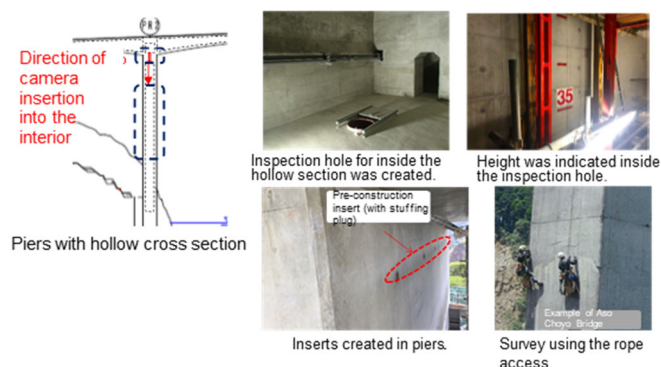 PR2
Direction of
camera
insertion
into the
interior
Piers with hollow cross section
Inspection hole for inside the
hollow section was created.
35
Height was indicated inside
the inspection hole.
Pre-construction
insert (with stuffing
plug)
Inserts created in piers.
Example of Aso
Choyo Bridge
Survey using the rope
access